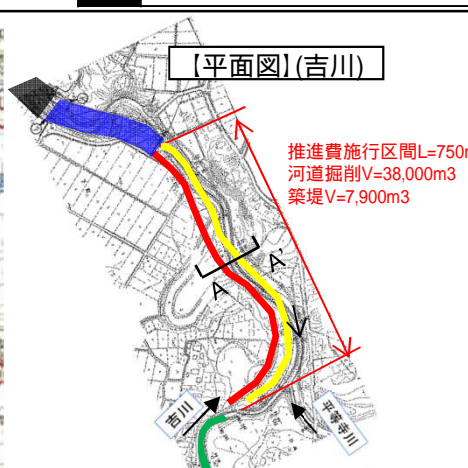 【平面図】(吉川)
推進費施行区間L=750m
河道掘削V=38,000m3
築堤V=7,900m3
A
A’
吉川
平等寺川